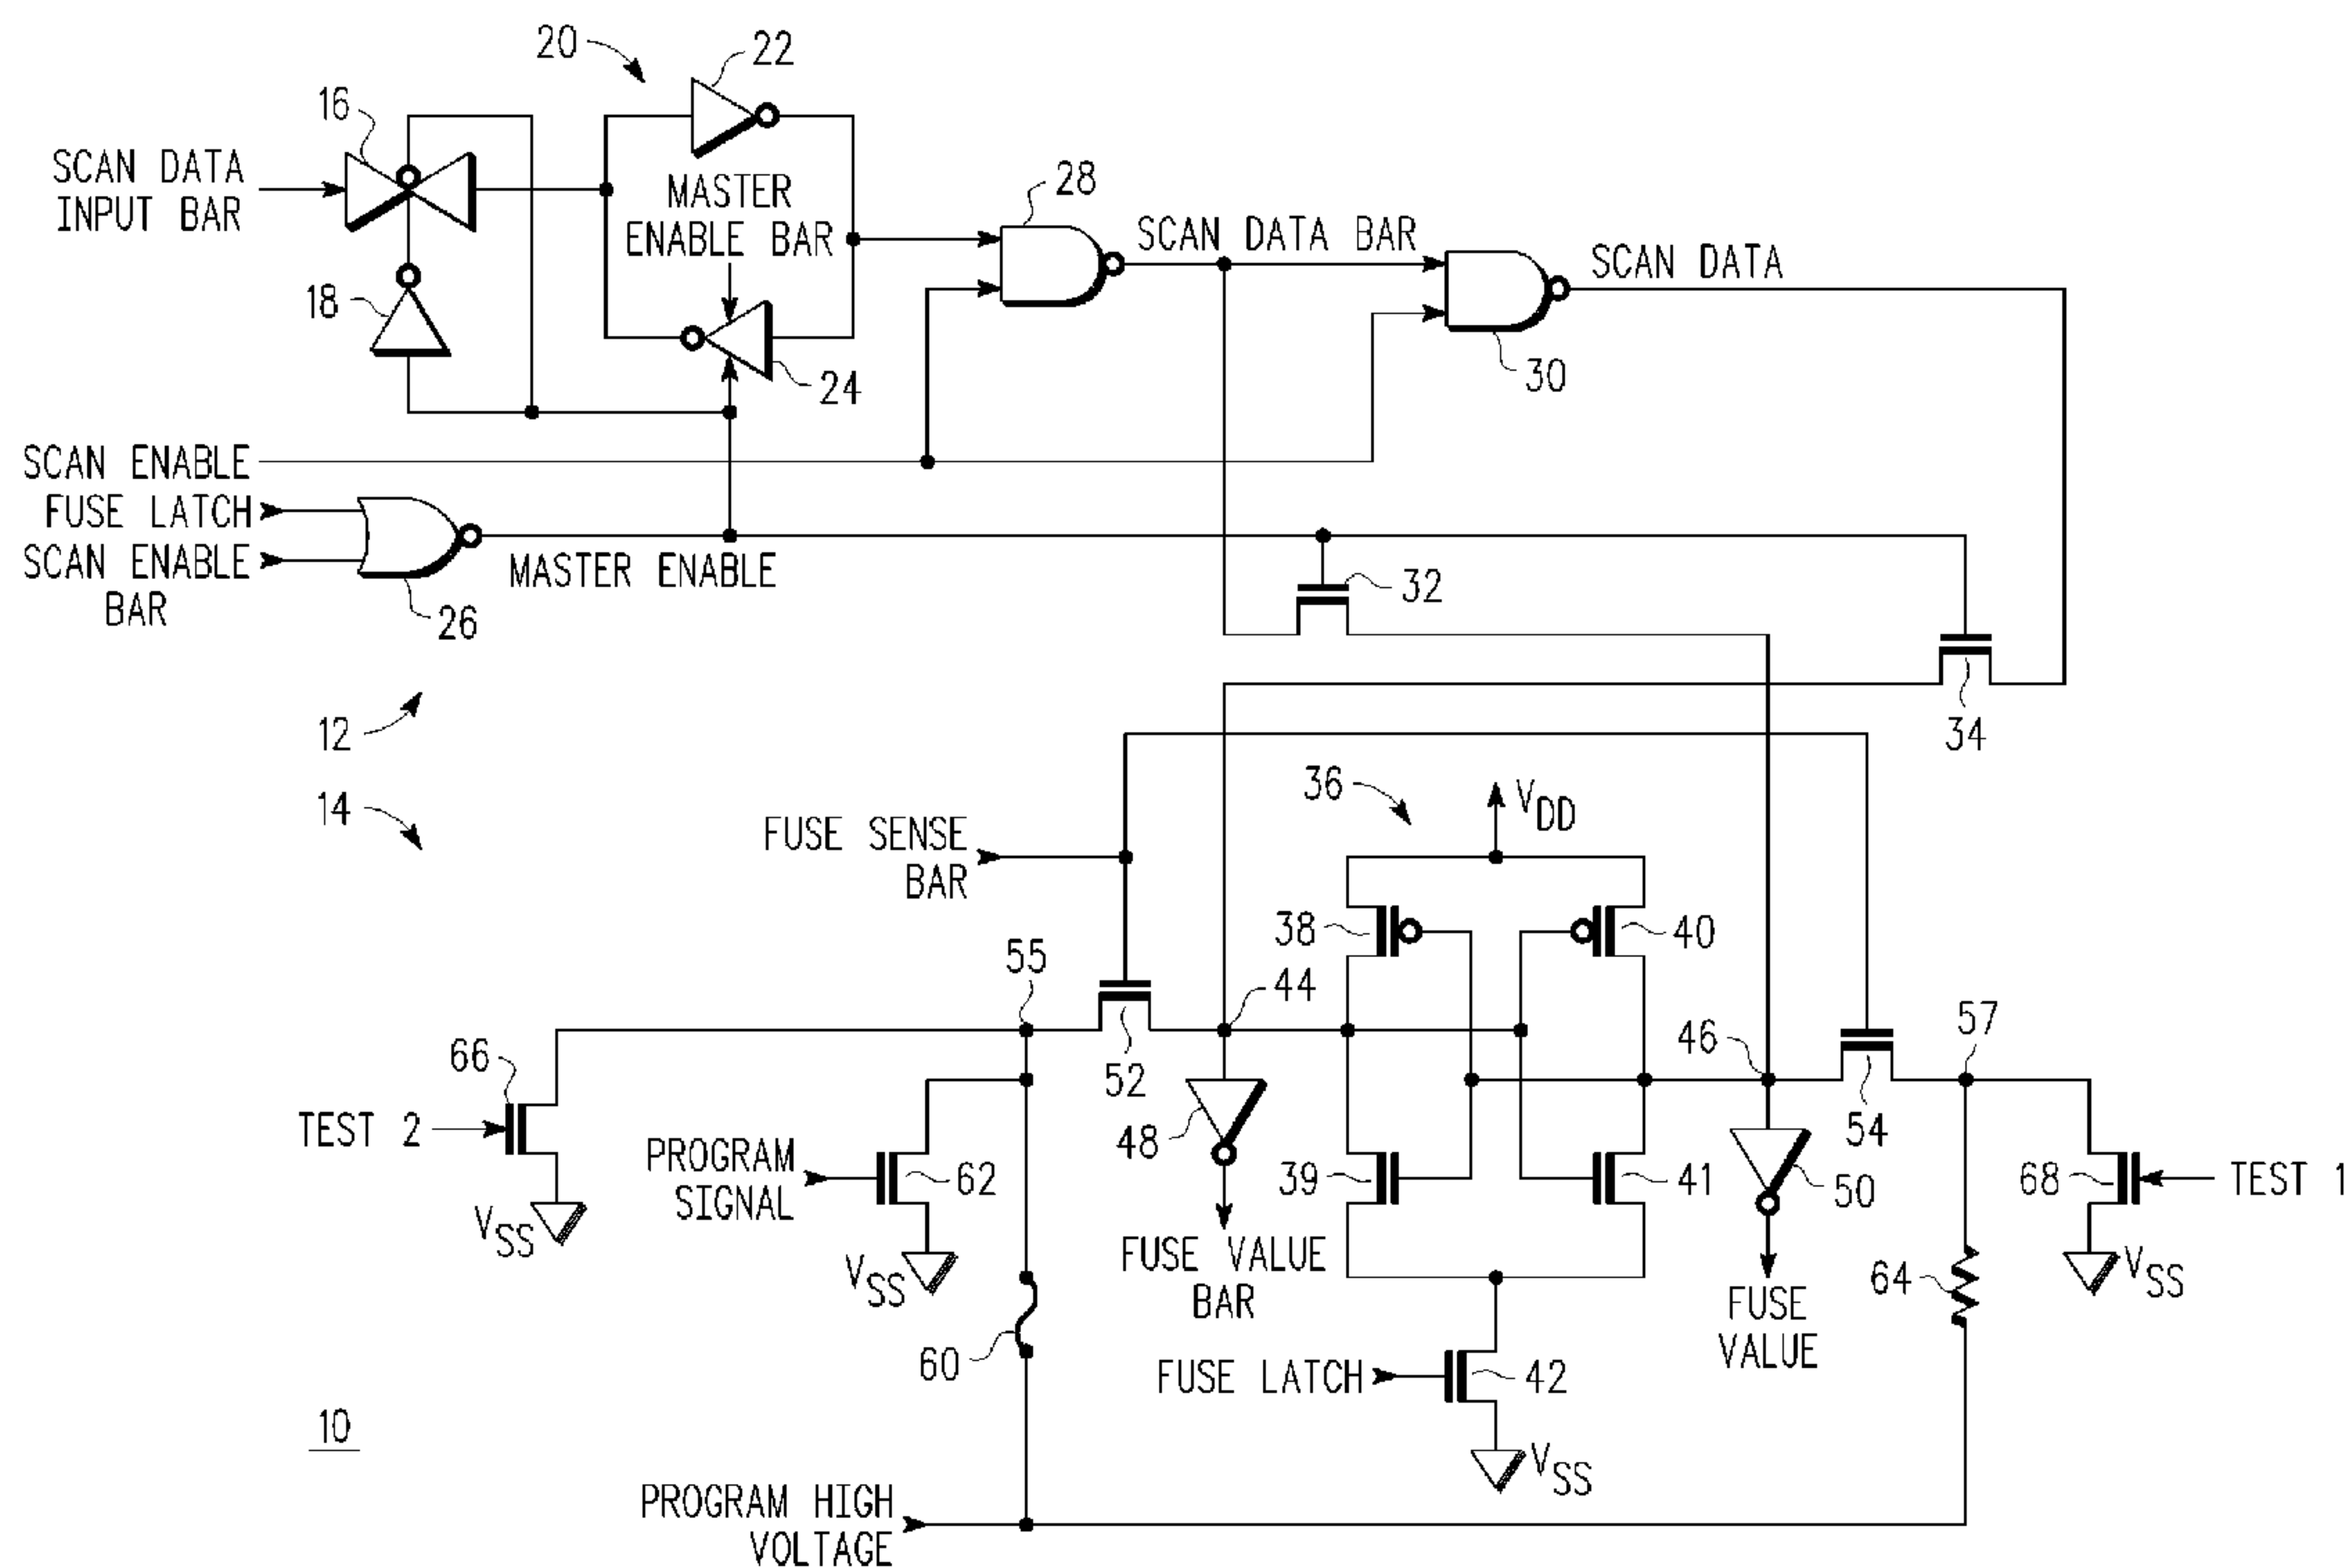 20
22
16
SCAN DATA
INPUT BAR
MASTER
ENABLE BAR
28
SCAN DATA BAR
SCAN DATA
18
24
30
SCAN ENABLE
FUSE LATCH
SCAN ENABLE
BAR
26
MASTER ENABLE
32
34
12
14
36
VDD
FUSE SENSE
BAR
38
40
55
44
57
46
66
52
54
TEST 2
48
PROGRAM
SIGNAL
62
39
41
50
68
TEST 1
VSS
VSS
FUSE VALUE
BAR
64
VSS
FUSE
VALUE
60
FUSE LATCH
42
10
VSS
PROGRAM HIGH
VOLTAGE